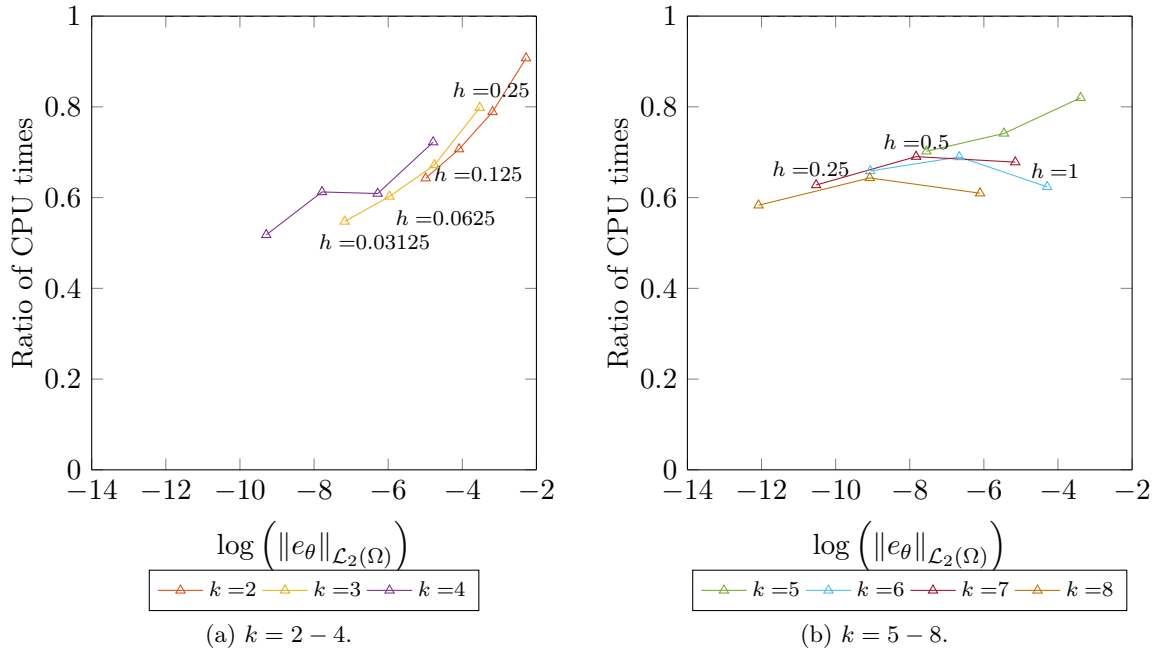 1
0.8
0.6
0.4
0.2
0
Ratio of CPU times
h =0.25
h =0.125
h =0.0625
h =0.03125
−14 −12 −10 −8 −6 −4 −2
log (‖e_θ‖_{ℒ₂(Ω)})
k =2 k =3 k =4
(a) k = 2 − 4.
1
0.8
0.6
0.4
0.2
0
Ratio of CPU times
h =0.5
h =0.25
h =1
−14 −12 −10 −8 −6 −4 −2
log (‖e_θ‖_{ℒ₂(Ω)})
k =5 k =6 k =7 k =8
(b) k = 5 − 8.